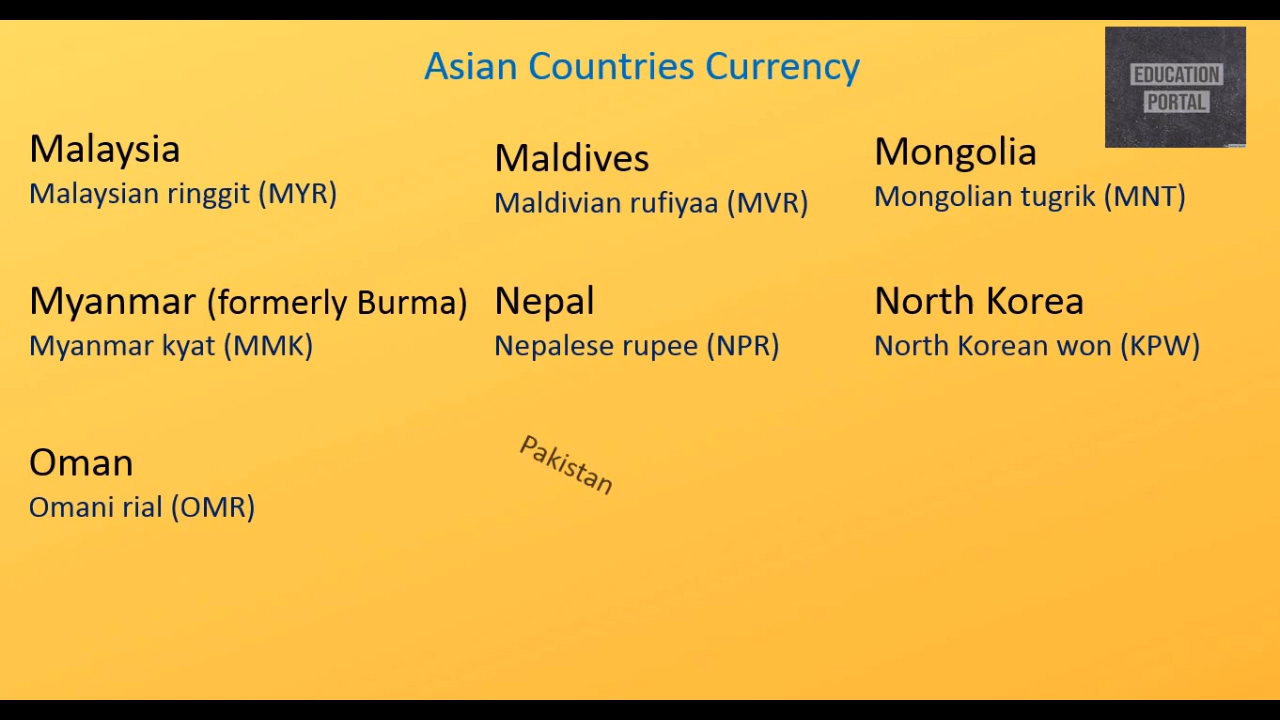 Asian Countries Currency
EDUCATION
PORTAL
Malaysia
Malaysian ringgit (MYR)
Maldives
Maldivian rufiyaa (MVR)
Mongolia
Mongolian tugrik (MNT)
Myanmar (formerly Burma)
Myanmar kyat (MMK)
Nepal
Nepalese rupee (NPR)
North Korea
North Korean won (KPW)
Oman
Omani rial (OMR)
Pakistan